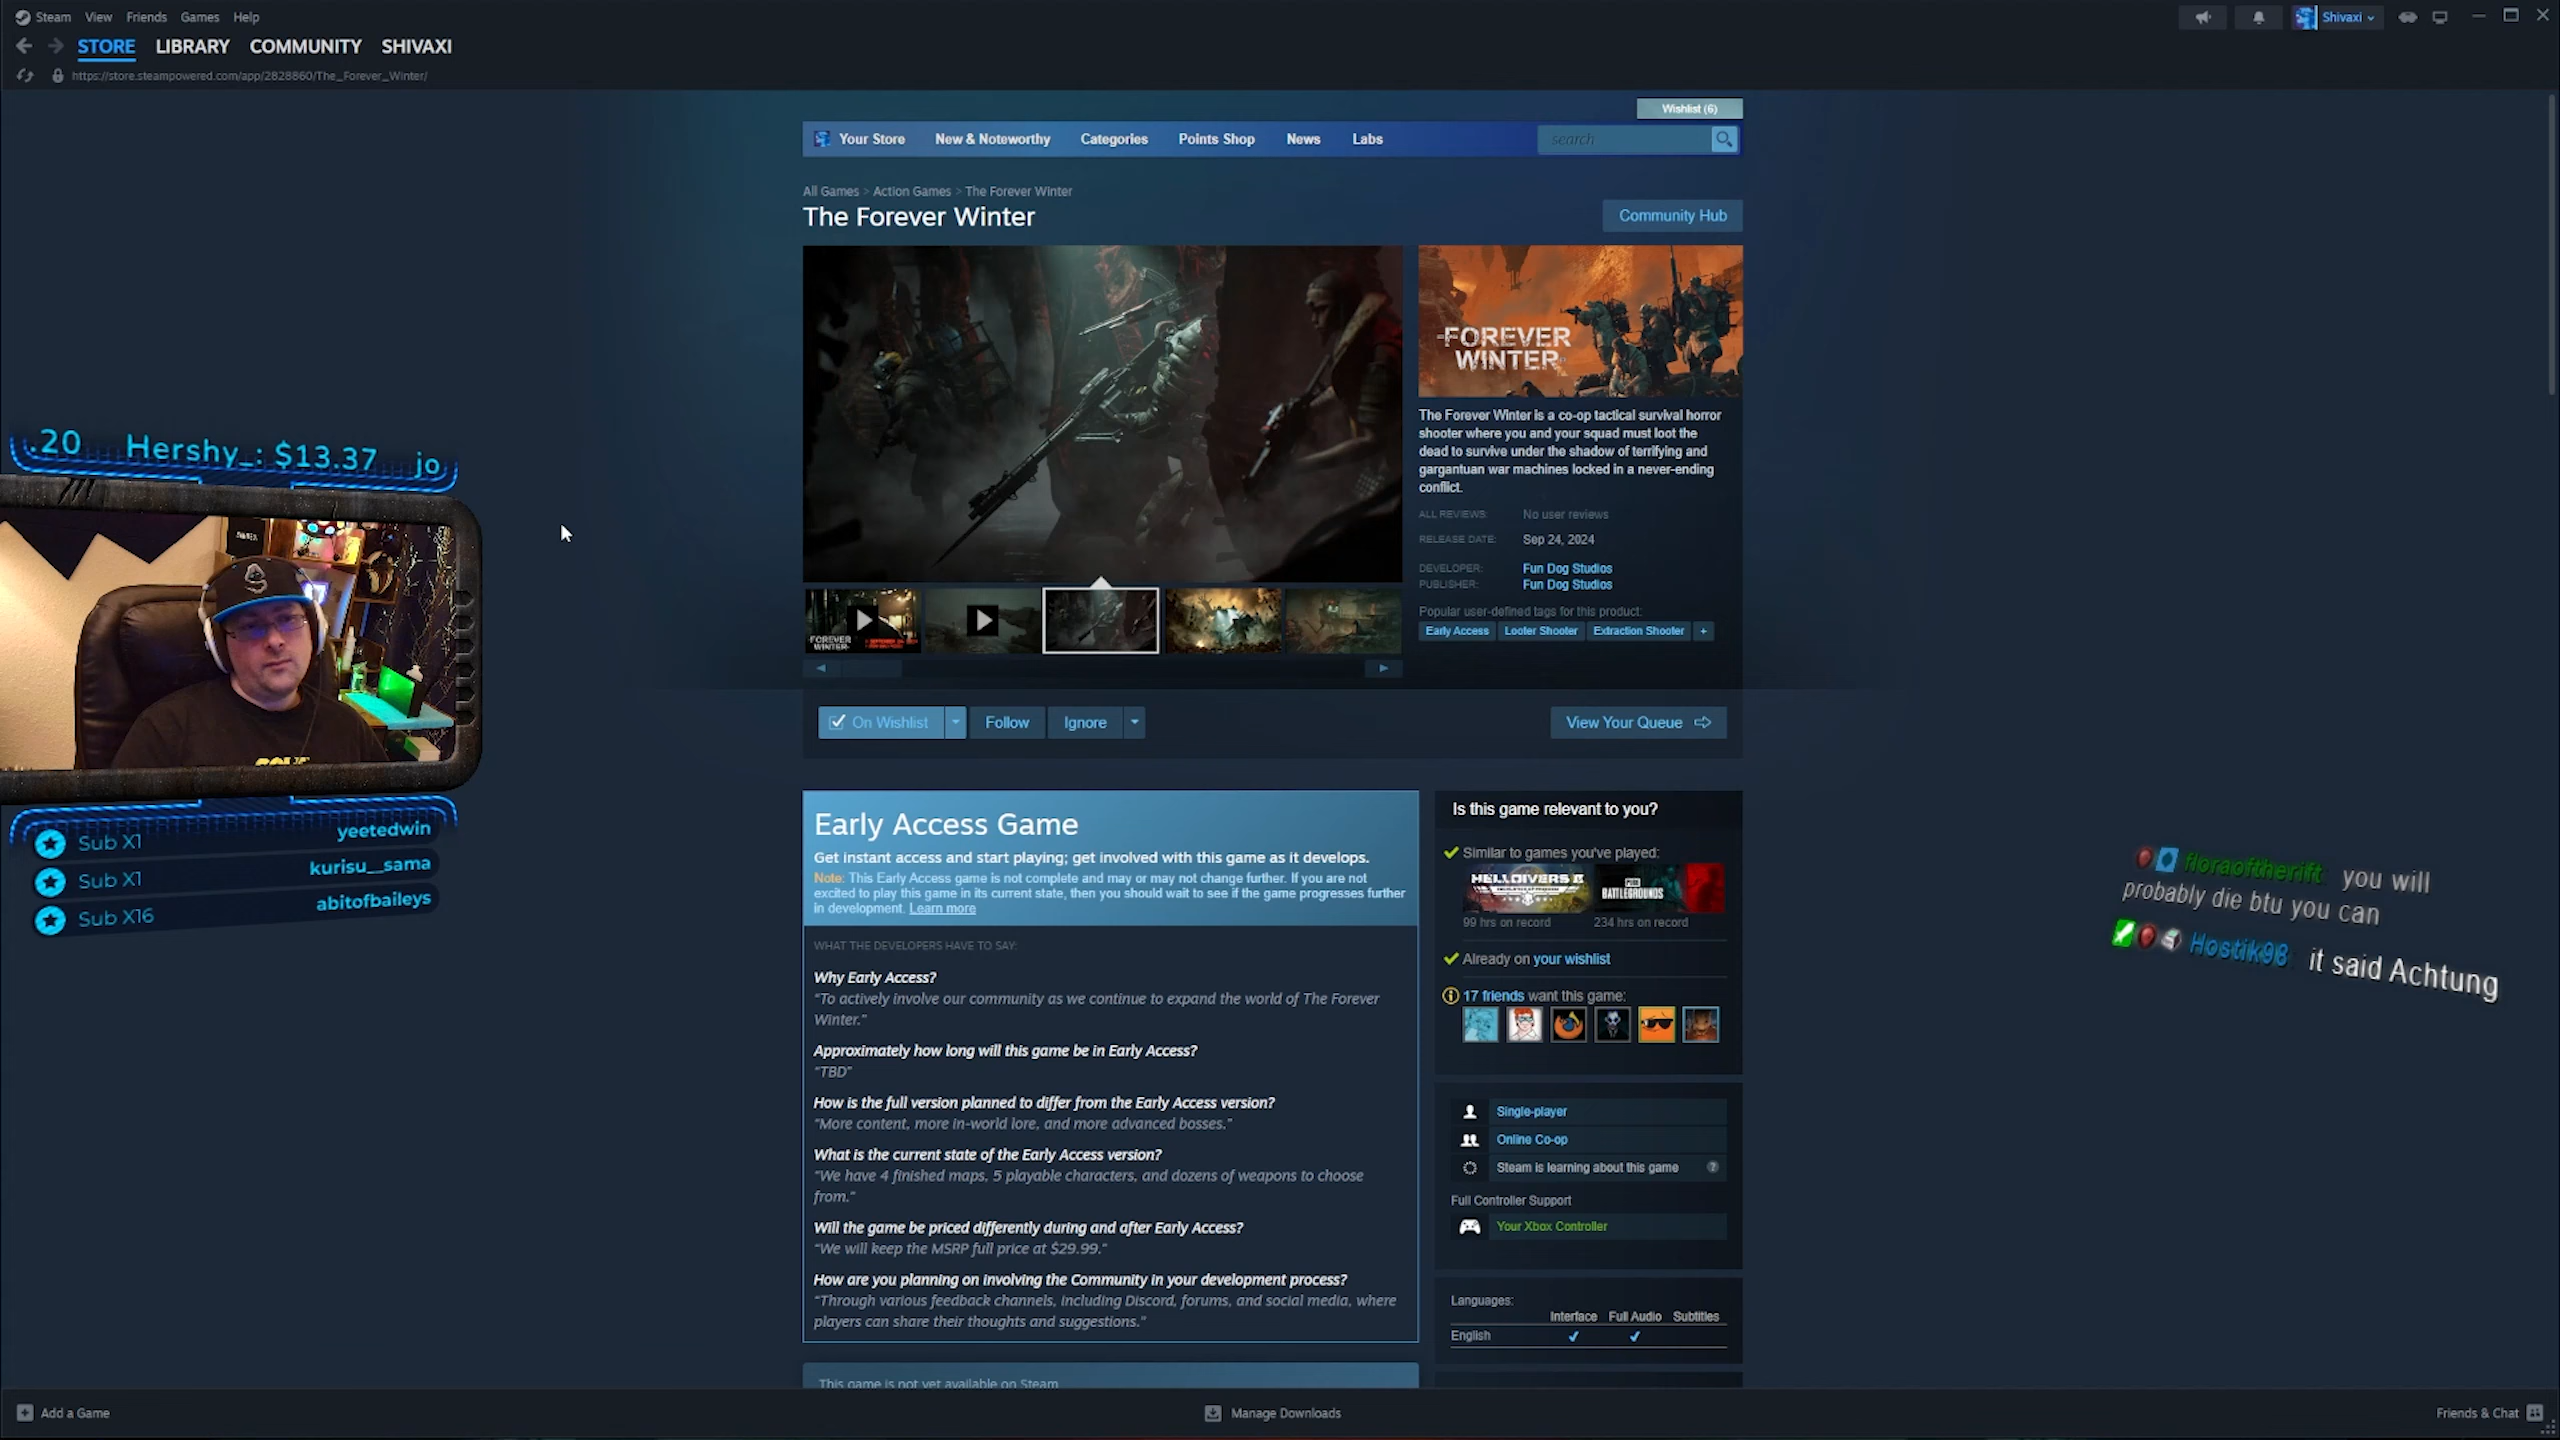 Steam View Friends Games Help
Shivaxi
STORE LIBRARY COMMUNITY SHIVAXI
https://store.steampowered.com/app/2828860/The_Forever_Winter/
Wishlist (6)
Your Store New & Noteworthy Categories Points Shop News Labs
search
All Games > Action Games > The Forever Winter
The Forever Winter
Community Hub
FOREVER
WINTER
The Forever Winter is a co-op tactical survival horror
shooter where you and your squad must loot the
dead to survive under the shadow of terrifying and
gargantuan war machines locked in a never-ending
conflict.
ALL REVIEWS: No user reviews
RELEASE DATE: Sep 24, 2024
DEVELOPER: Fun Dog Studios
PUBLISHER: Fun Dog Studios
Popular user-defined tags for this product:
Early Access Looter Shooter Extraction Shooter +
FOREVER
WINTER
On Wishlist Follow Ignore
View Your Queue
.20 Hershy_: $13.37 jo
Sub X1 yeetedwin
Sub X1 kurisu__sama
Sub X16 abitofbaileys
Early Access Game
Get instant access and start playing; get involved with this game as it develops.
Note: This Early Access game is not complete and may or may not change further. If you are not
excited to play this game in its current state, then you should wait to see if the game progresses further
in development. Learn more
WHAT THE DEVELOPERS HAVE TO SAY:
Why Early Access?
“To actively involve our community as we continue to expand the world of The Forever
Winter.”
Approximately how long will this game be in Early Access?
“TBD”
How is the full version planned to differ from the Early Access version?
“More content, more in-world lore, and more advanced bosses.”
What is the current state of the Early Access version?
“We have 4 finished maps, 5 playable characters, and dozens of weapons to choose
from.”
Will the game be priced differently during and after Early Access?
“We will keep the MSRP full price at $29.99.”
How are you planning on involving the Community in your development process?
“Through various feedback channels, including Discord, forums, and social media, where
players can share their thoughts and suggestions.”
This game is not yet available on Steam
Is this game relevant to you?
Similar to games you've played:
HELLDIVERS II
BATTLEGROUNDS
99 hrs on record 234 hrs on record
Already on your wishlist
17 friends want this game:
Single-player
Online Co-op
Steam is learning about this game ?
Full Controller Support
Your Xbox Controller
Languages:
Interface Full Audio Subtitles
English
floraoftherift you will
probably die btu you can
Hostik98 it said Achtung
Add a Game
Manage Downloads
Friends & Chat